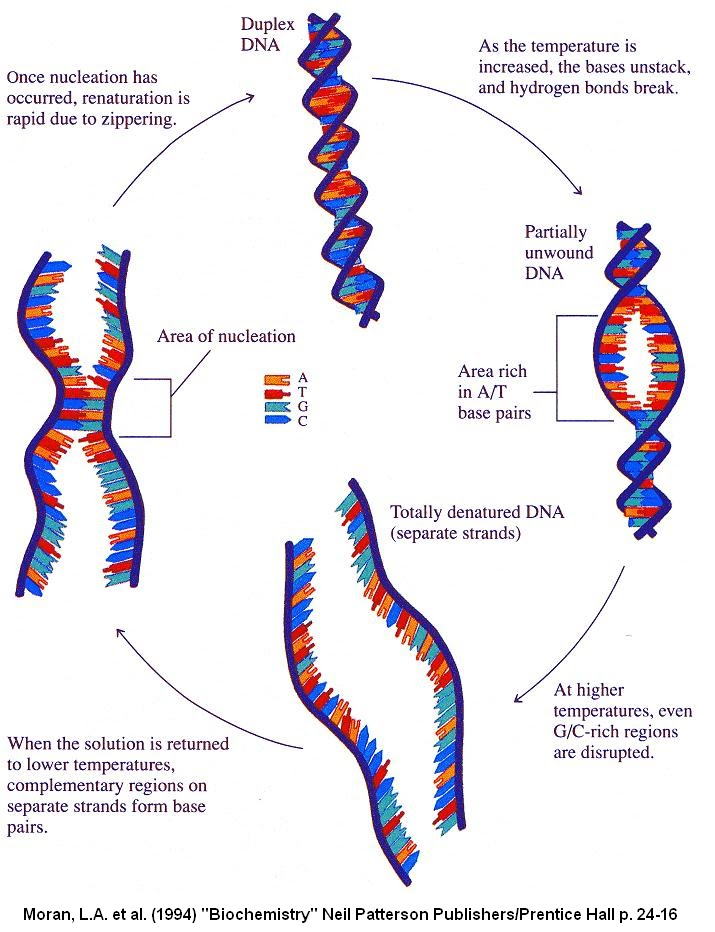 Duplex
DNA
As the temperature is
increased, the bases unstack,
and hydrogen bonds break.
Once nucleation has
occurred, renaturation is
rapid due to zippering.
Partially
unwound
DNA
Area of nucleation
Area rich
in A/T
base pairs
A
T
G
C
Totally denatured DNA
(separate strands)
At higher
temperatures, even
G/C-rich regions
are disrupted.
When the solution is returned
to lower temperatures,
complementary regions on
separate strands form base
pairs.
Moran, L.A. et al. (1994) "Biochemistry" Neil Patterson Publishers/Prentice Hall p. 24-16